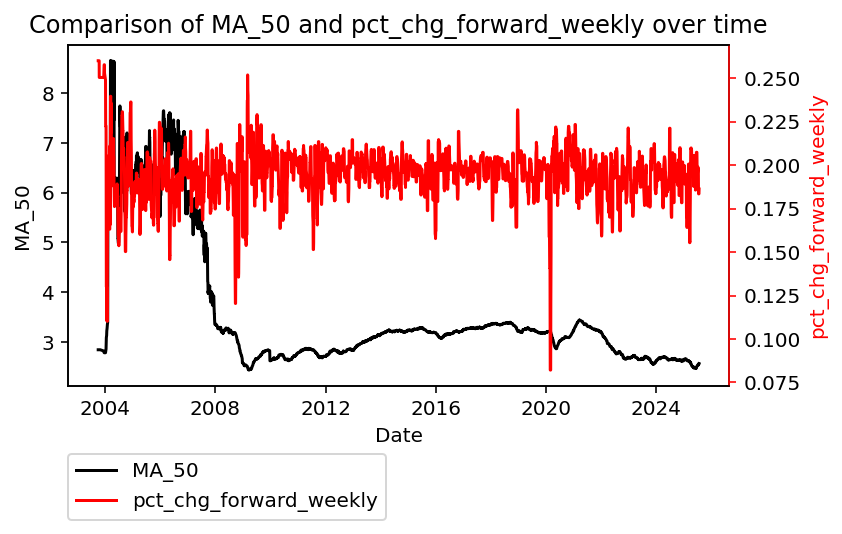 Comparison of MA_50 and pct_chg_forward_weekly over time
MA_50
8
7
6
5
4
3
0.250
0.225
0.200
0.175
0.150
0.125
0.100
0.075
pct_chg_forward_weekly
2004 2008 2012 2016 2020 2024
Date
MA_50
pct_chg_forward_weekly